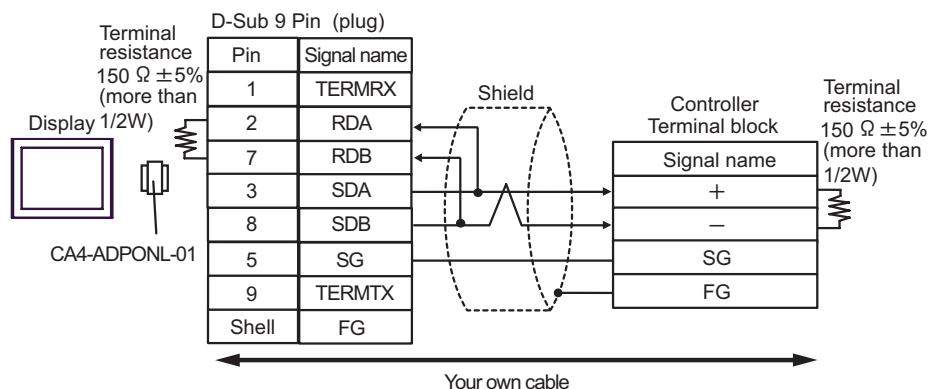 D-Sub 9 Pin (plug)
Terminal
resistance
150 Ω ±5%
(more than
1/2W)
Display
CA4-ADPONL-01
Pin Signal name
1 TERMRX
2 RDA
7 RDB
3 SDA
8 SDB
5 SG
9 TERMTX
Shell FG
Shield
Controller
Terminal block
Signal name
+
−
SG
FG
Terminal
resistance
150 Ω ±5%
(more than
1/2W)
Your own cable